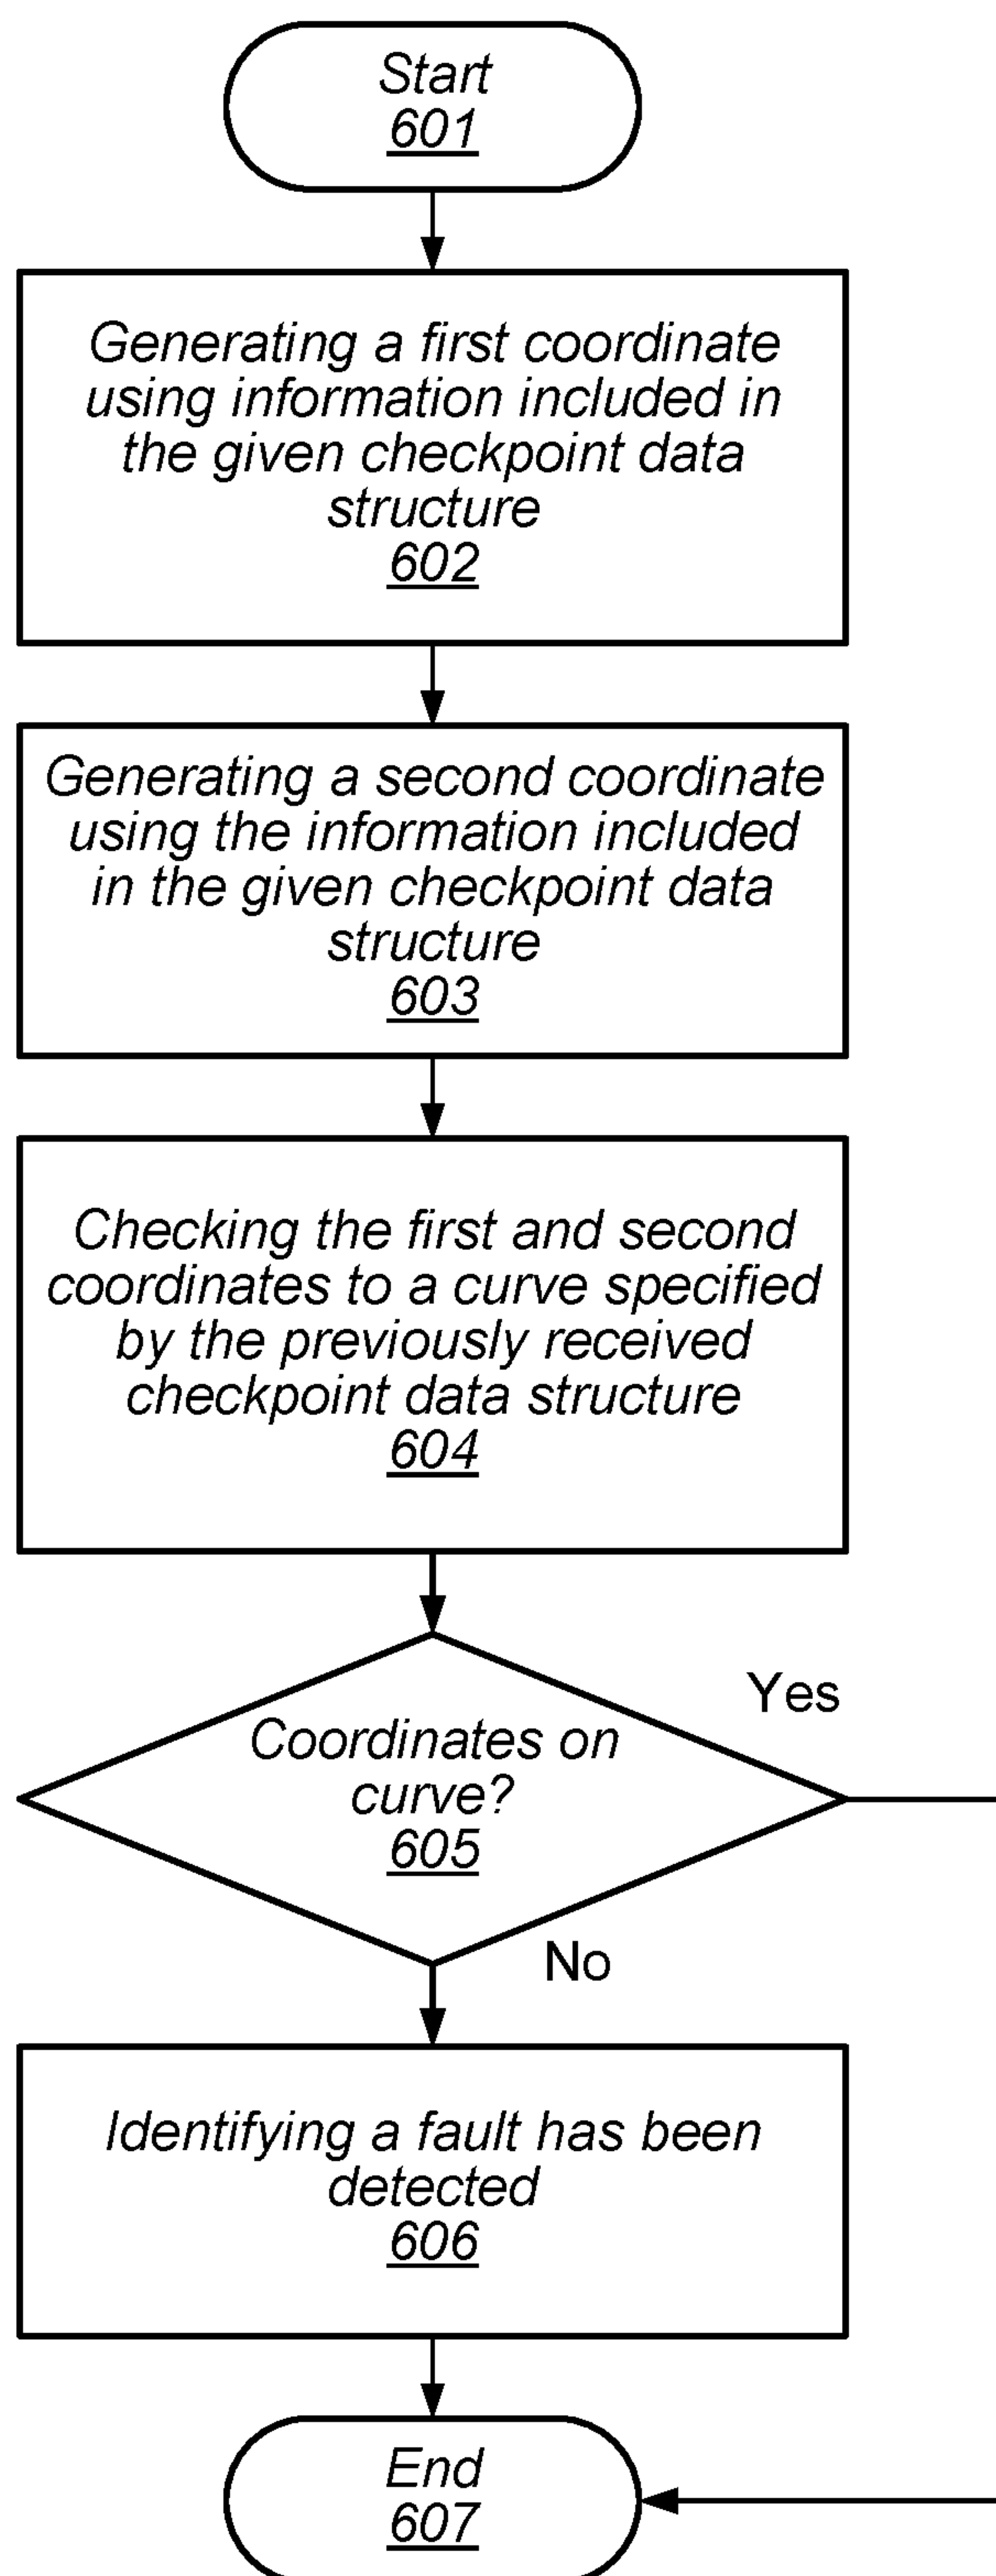 Start
601
Generating a first coordinate
using information included in
the given checkpoint data
structure
602
Generating a second coordinate
using the information included
in the given checkpoint data
structure
603
Checking the first and second
coordinates to a curve specified
by the previously received
checkpoint data structure
604
Yes
Coordinates on
curve?
605
No
Identifying a fault has been
detected
606
End
607